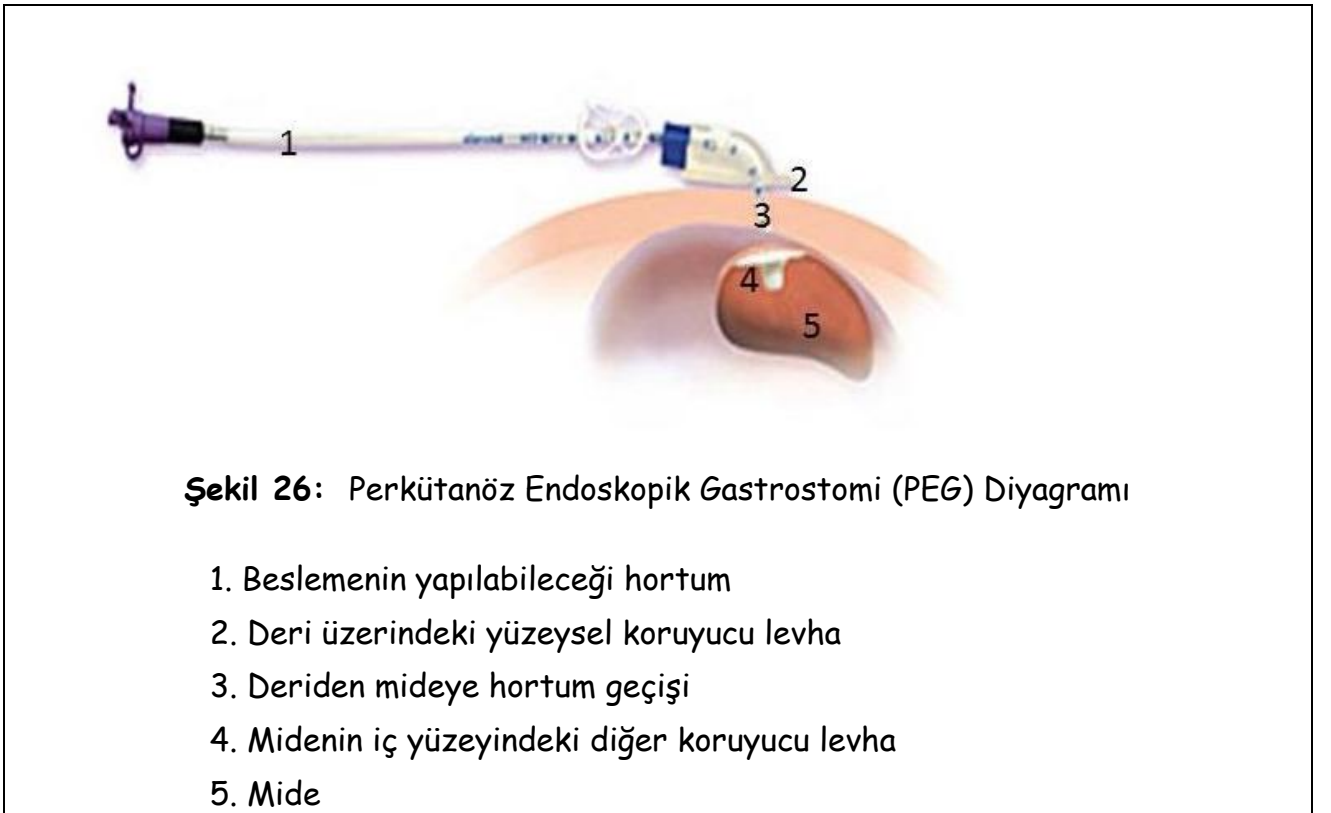 1
2
3
4
5
Şekil 26: Perkütanöz Endoskopik Gastrostomi (PEG) Diyagramı
1. Beslemenin yapılabileceği hortum
2. Deri üzerindeki yüzeysel koruyucu levha
3. Deriden mideye hortum geçişi
4. Midenin iç yüzeyindeki diğer koruyucu levha
5. Mide